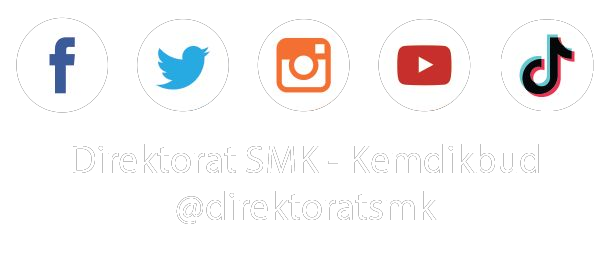 Direktorat SMK - Kemdikbud
@direktoratsmk